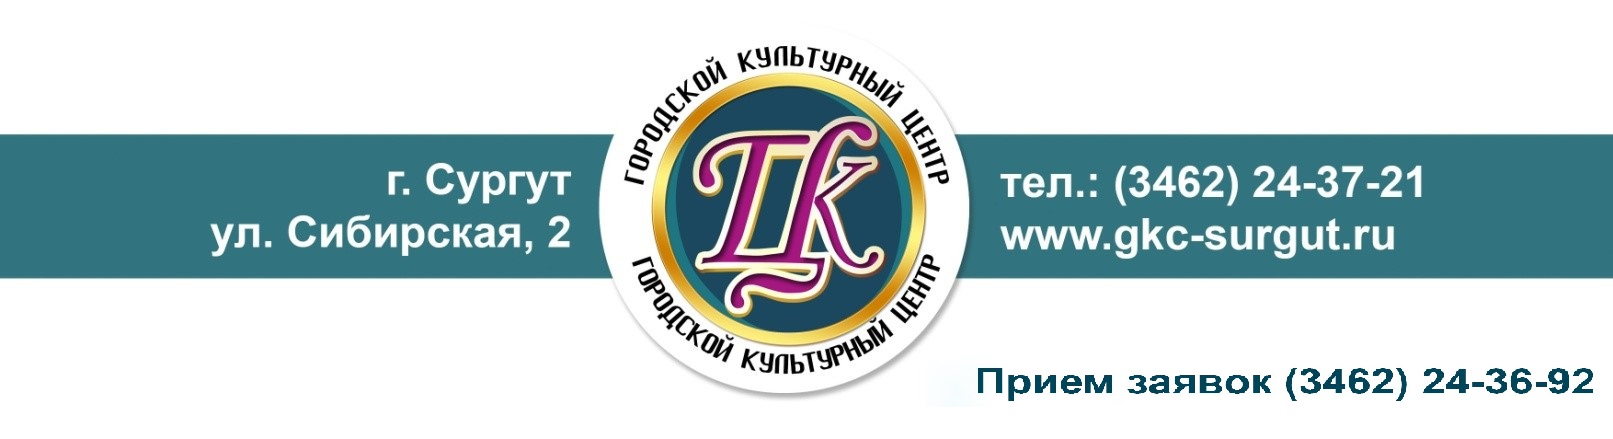 г. Сургут
ул. Сибирская, 2
ГОРОДСКОЙ КУЛЬТУРНЫЙ ЦЕНТР
ГЦК
ГОРОДСКОЙ КУЛЬТУРНЫЙ ЦЕНТР
тел.: (3462) 24-37-21
www.gkc-surgut.ru
Прием заявок (3462) 24-36-92